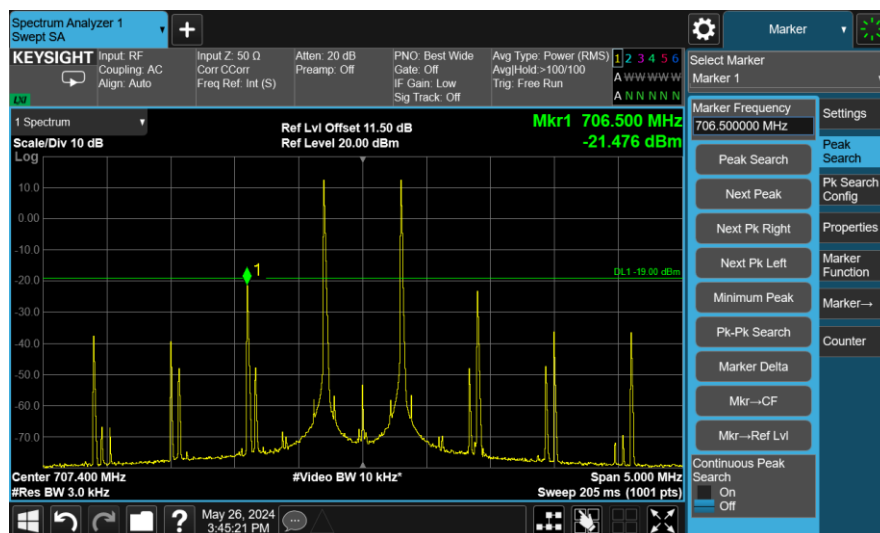 Spectrum Analyzer 1
Swept SA
+
Marker
KEYSIGHT
Input: RF
Coupling: AC
Align: Auto
Input Z: 50 Ω
Corr CCorr
Freq Ref: Int (S)
Atten: 20 dB
Preamp: Off
PNO: Best Wide
Gate: Off
IF Gain: Low
Sig Track: Off
Avg Type: Power (RMS)
Avg|Hold:>100/100
Trig: Free Run
1 2 3 4 5 6
A W W W W W
A N N N N N
LXI
Select Marker
Marker 1
1 Spectrum
Scale/Div 10 dB
Ref Lvl Offset 11.50 dB
Ref Level 20.00 dBm
Mkr1 706.500 MHz
-21.476 dBm
Log
10.0
0.00
-10.0
-20.0
-30.0
-40.0
-50.0
-60.0
-70.0
1
DL1 -19.00 dBm
Center 707.400 MHz
#Res BW 3.0 kHz
#Video BW 10 kHz*
Span 5.000 MHz
Sweep 205 ms (1001 pts)
Marker Frequency
706.500000 MHz
Peak Search
Next Peak
Next Pk Right
Next Pk Left
Minimum Peak
Pk-Pk Search
Marker Delta
Mkr→CF
Mkr→Ref Lvl
Continuous Peak
Search
On
Off
Settings
Peak
Search
Pk Search
Config
Properties
Marker
Function
Marker→
Counter
?
May 26, 2024
3:45:21 PM